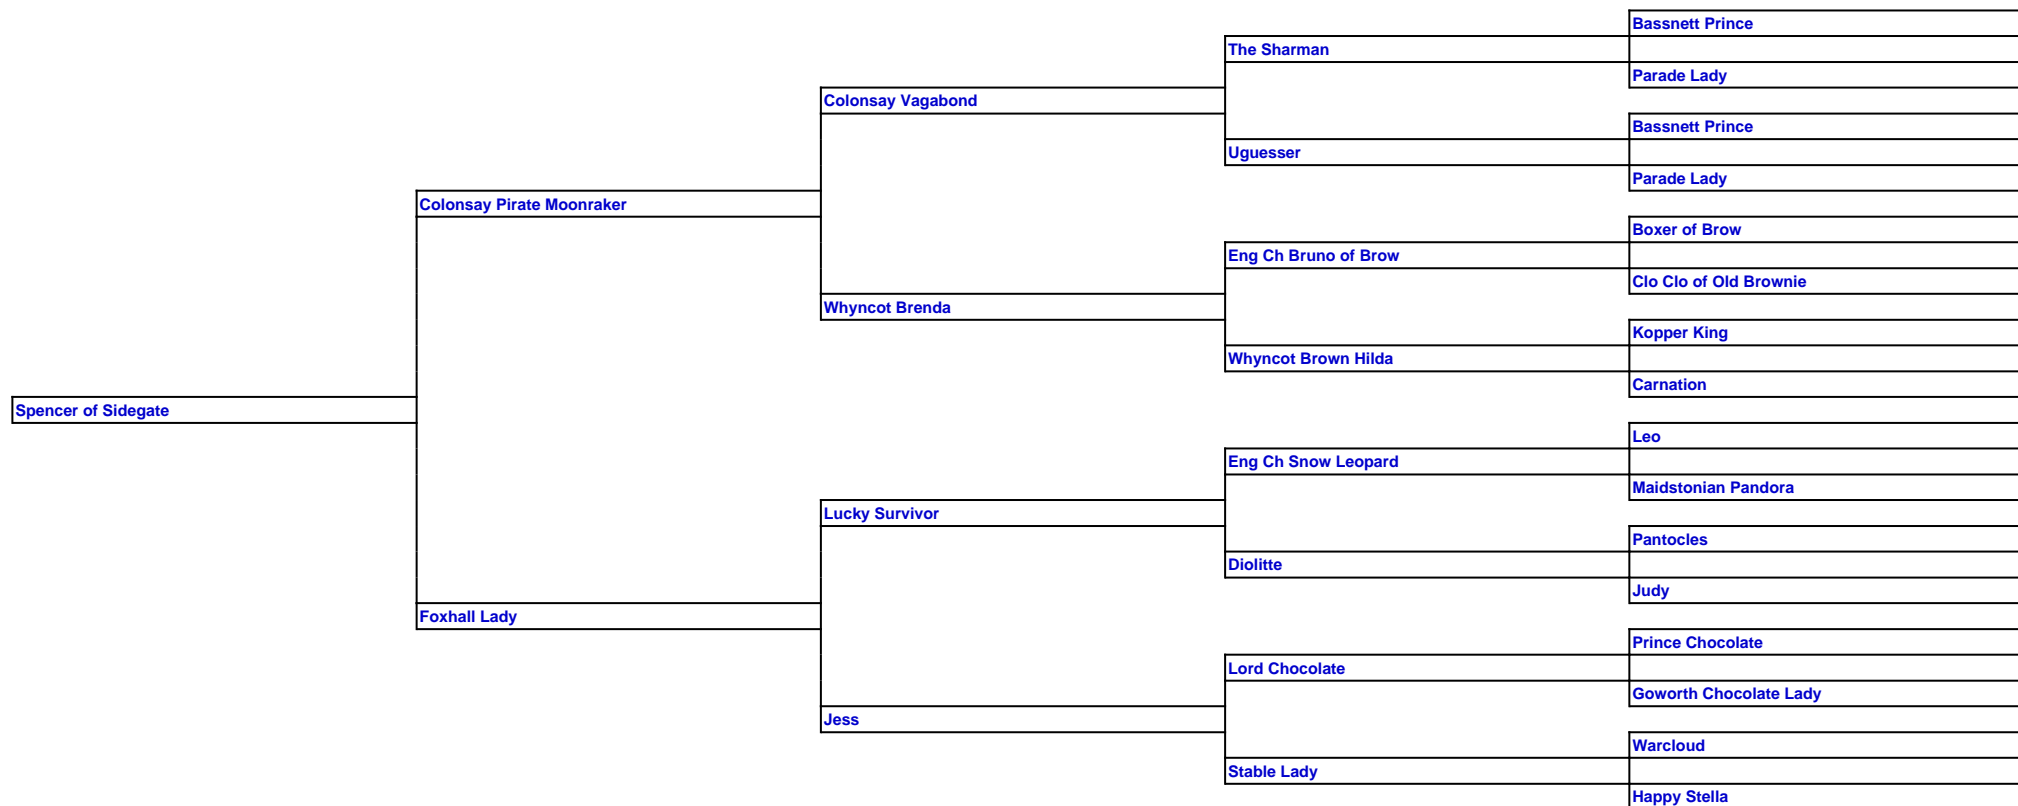 Bassnett Prince
The Sharman
Parade Lady
Colonsay Vagabond
Bassnett Prince
Uguesser
Parade Lady
Colonsay Pirate Moonraker
Boxer of Brow
Eng Ch Bruno of Brow
Clo Clo of Old Brownie
Whyncot Brenda
Kopper King
Whyncot Brown Hilda
Carnation
Spencer of Sidegate
Leo
Eng Ch Snow Leopard
Maidstonian Pandora
Lucky Survivor
Pantocles
Diolitte
Judy
Foxhall Lady
Prince Chocolate
Lord Chocolate
Goworth Chocolate Lady
Jess
Warcloud
Stable Lady
Happy Stella